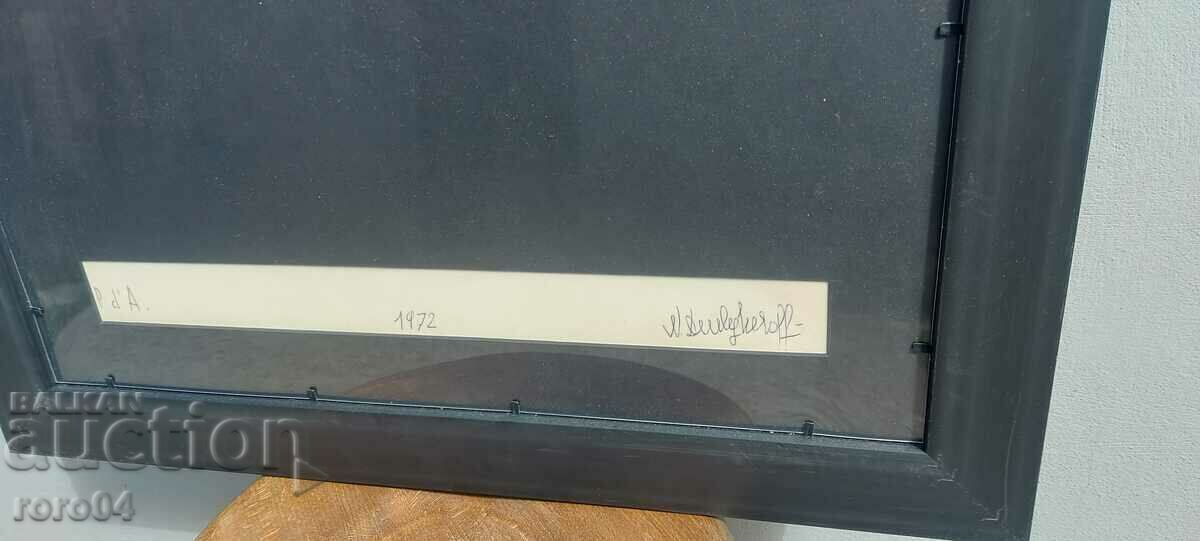 P d'A. 1972
BALKAN
auction
roro04